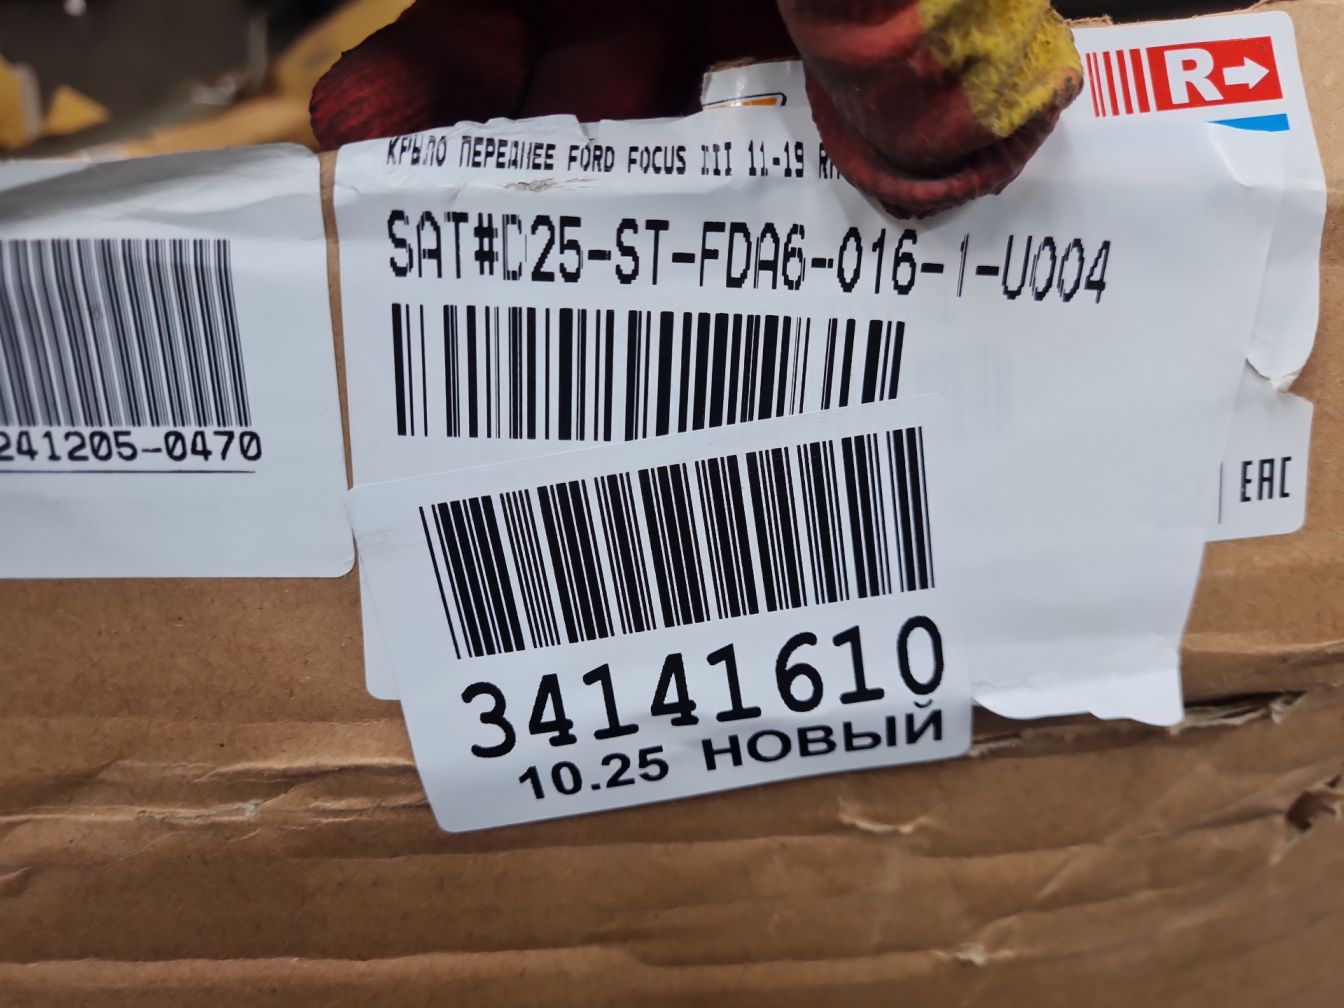 R→
КРЫЛО ПЕРЕДНЕЕ FORD FOCUS III 11-19
SAT#D25-ST-FDA6-016-1-U004
241205-0470
EAC
34141610
10.25 НОВЫЙ